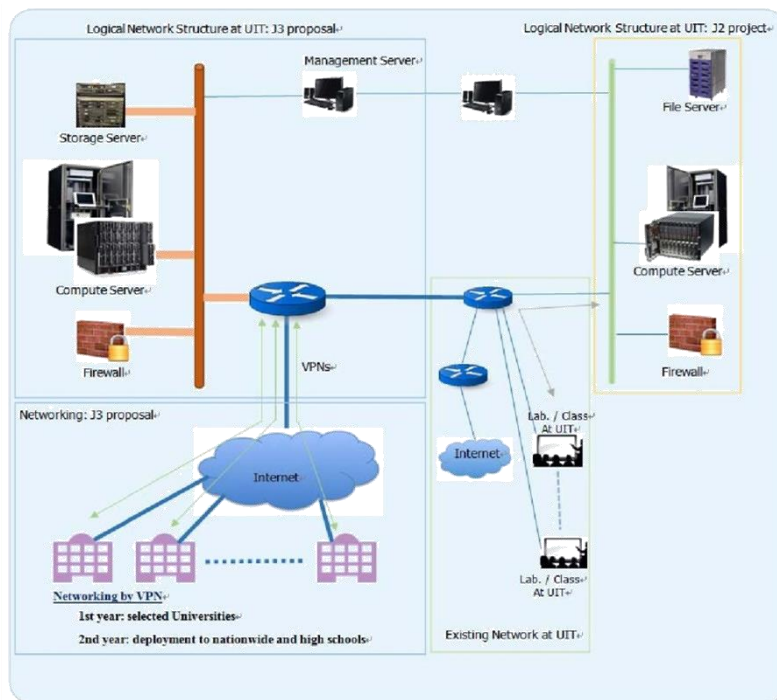 Logical Network Structure at UIT: J3 proposal
Logical Network Structure at UIT: J2 project
Management Server
Storage Server
File Server
Compute Server
Compute Server
Firewall
VPNs
Firewall
Networking: J3 proposal
Internet
Lab. / Class
At UIT
Internet
Lab. / Class
At UIT
Networking by VPN
1st year: selected Universities
2nd year: deployment to nationwide and high schools
Existing Network at UIT